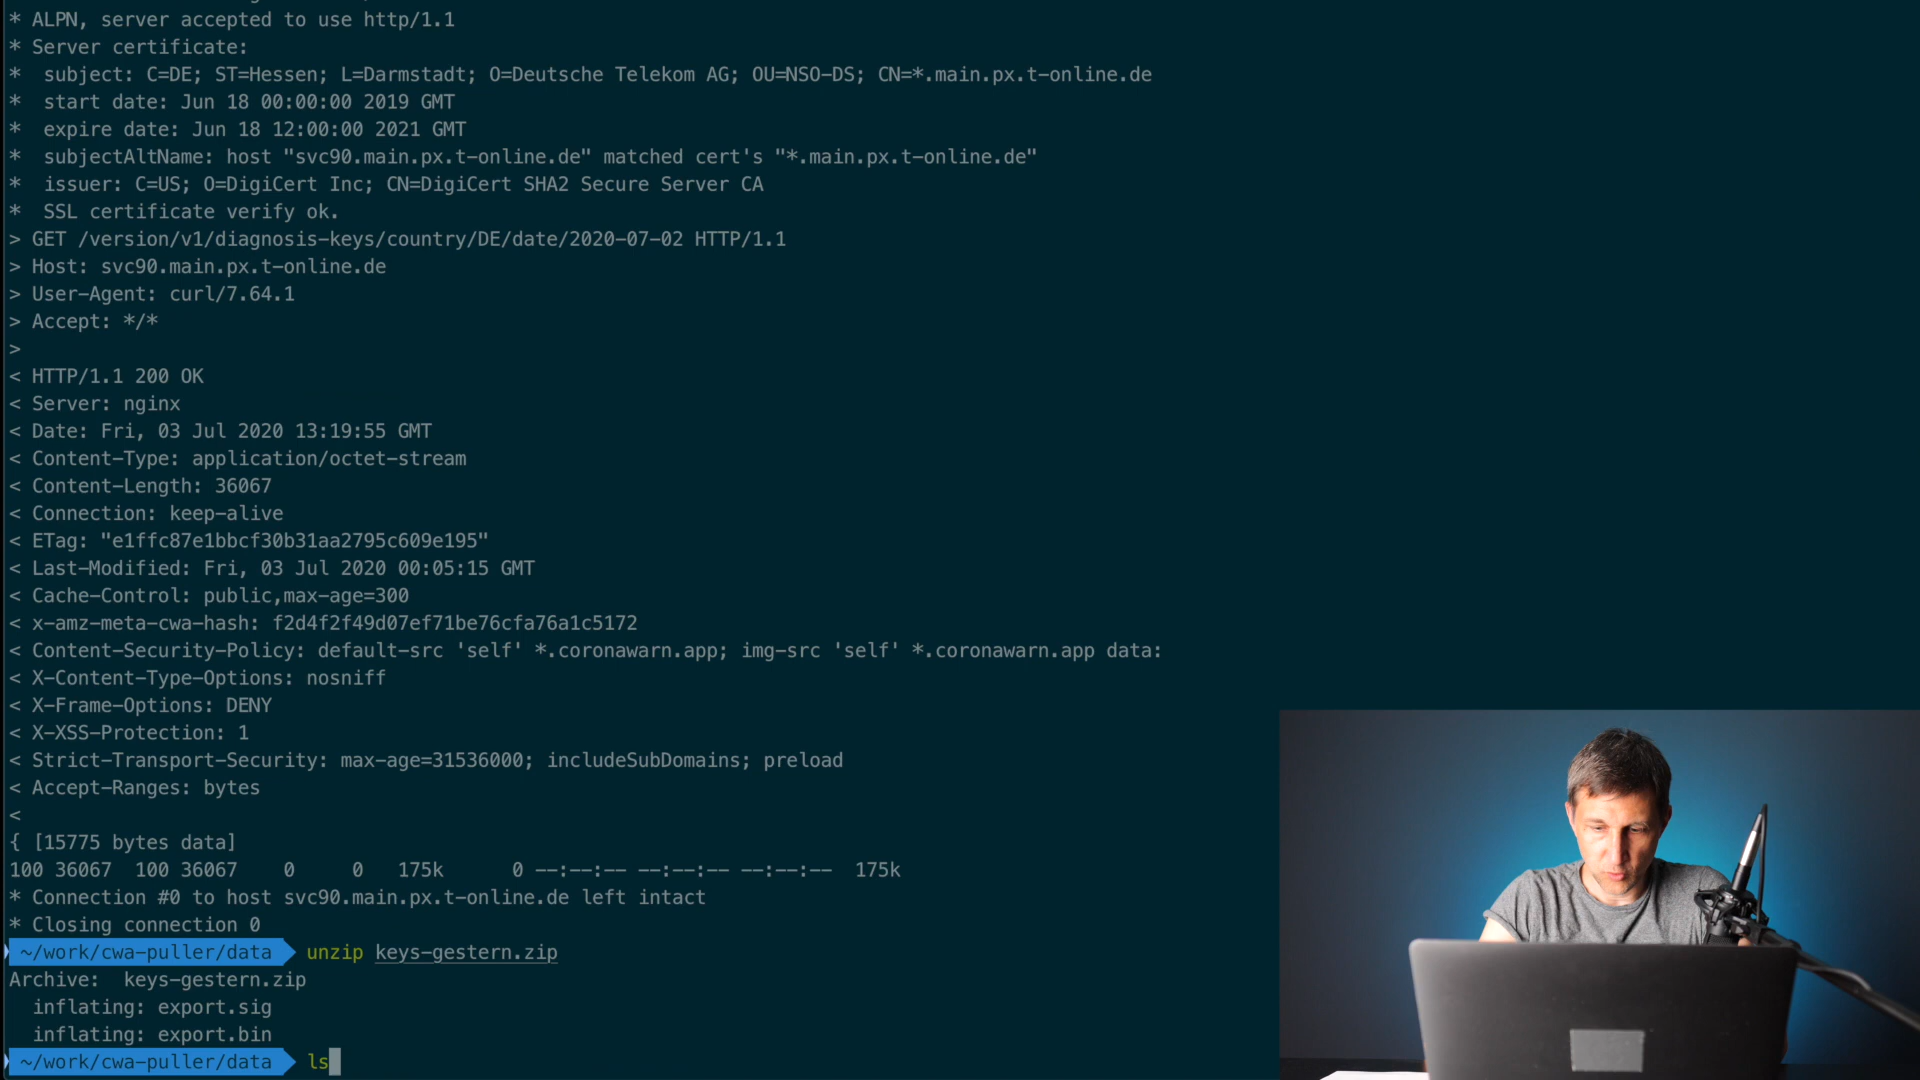 * ALPN, server accepted to use http/1.1
* Server certificate:
*  subject: C=DE; ST=Hessen; L=Darmstadt; O=Deutsche Telekom AG; OU=NSO-DS; CN=*.main.px.t-online.de
*  start date: Jun 18 00:00:00 2019 GMT
*  expire date: Jun 18 12:00:00 2021 GMT
*  subjectAltName: host "svc90.main.px.t-online.de" matched cert's "*.main.px.t-online.de"
*  issuer: C=US; O=DigiCert Inc; CN=DigiCert SHA2 Secure Server CA
*  SSL certificate verify ok.
> GET /version/v1/diagnosis-keys/country/DE/date/2020-07-02 HTTP/1.1
> Host: svc90.main.px.t-online.de
> User-Agent: curl/7.64.1
> Accept: */*
>
< HTTP/1.1 200 OK
< Server: nginx
< Date: Fri, 03 Jul 2020 13:19:55 GMT
< Content-Type: application/octet-stream
< Content-Length: 36067
< Connection: keep-alive
< ETag: "e1ffc87e1bbcf30b31aa2795c609e195"
< Last-Modified: Fri, 03 Jul 2020 00:05:15 GMT
< Cache-Control: public,max-age=300
< x-amz-meta-cwa-hash: f2d4f2f49d07ef71be76cfa76a1c5172
< Content-Security-Policy: default-src 'self' *.coronawarn.app; img-src 'self' *.coronawarn.app data:
< X-Content-Type-Options: nosniff
< X-Frame-Options: DENY
< X-XSS-Protection: 1
< Strict-Transport-Security: max-age=31536000; includeSubDomains; preload
< Accept-Ranges: bytes
<
{ [15775 bytes data]
100 36067  100 36067    0     0   175k      0 --:--:-- --:--:-- --:--:--  175k
* Connection #0 to host svc90.main.px.t-online.de left intact
* Closing connection 0
~/work/cwa-puller/data unzip keys-gestern.zip
Archive:  keys-gestern.zip
  inflating: export.sig
  inflating: export.bin
~/work/cwa-puller/data ls